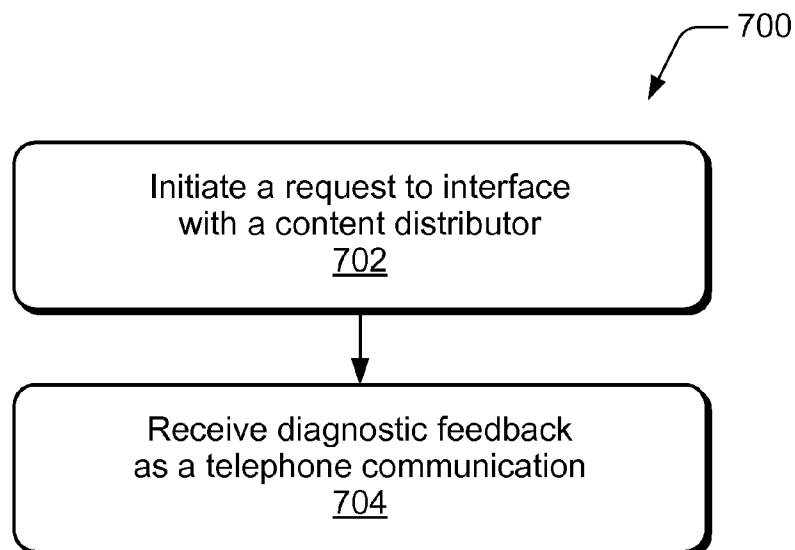 700
Initiate a request to interface
with a content distributor
702
Receive diagnostic feedback
as a telephone communication
704